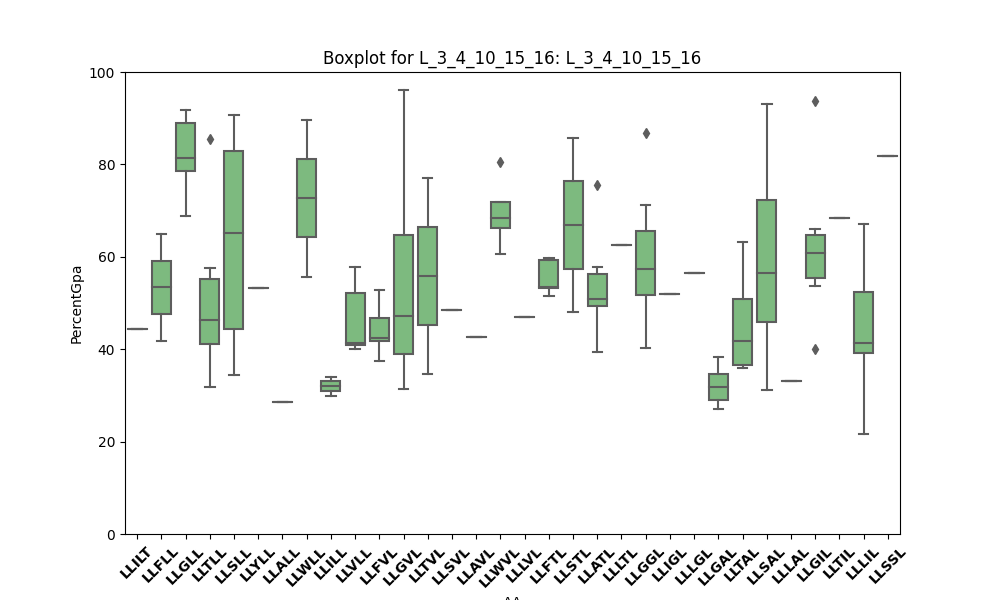 Boxplot for L_3_4_10_15_16: L_3_4_10_15_16
100
80
60
40
20
0
PercentGpa
LLILT LLFLL LLGLL LLTLL LLSLL LLYLL LLALL LLWLL LLILL LLVLL LLFVL LLGVL LLTVL LLSVL LLAVL LLWVL LLLVL LLFTL LLSTL LLATL LLLTL LLGGL LLIGL LLLGL LLGAL LLTAL LLSAL LLLAL LLGIL LLTIL LLLIL LLSSL